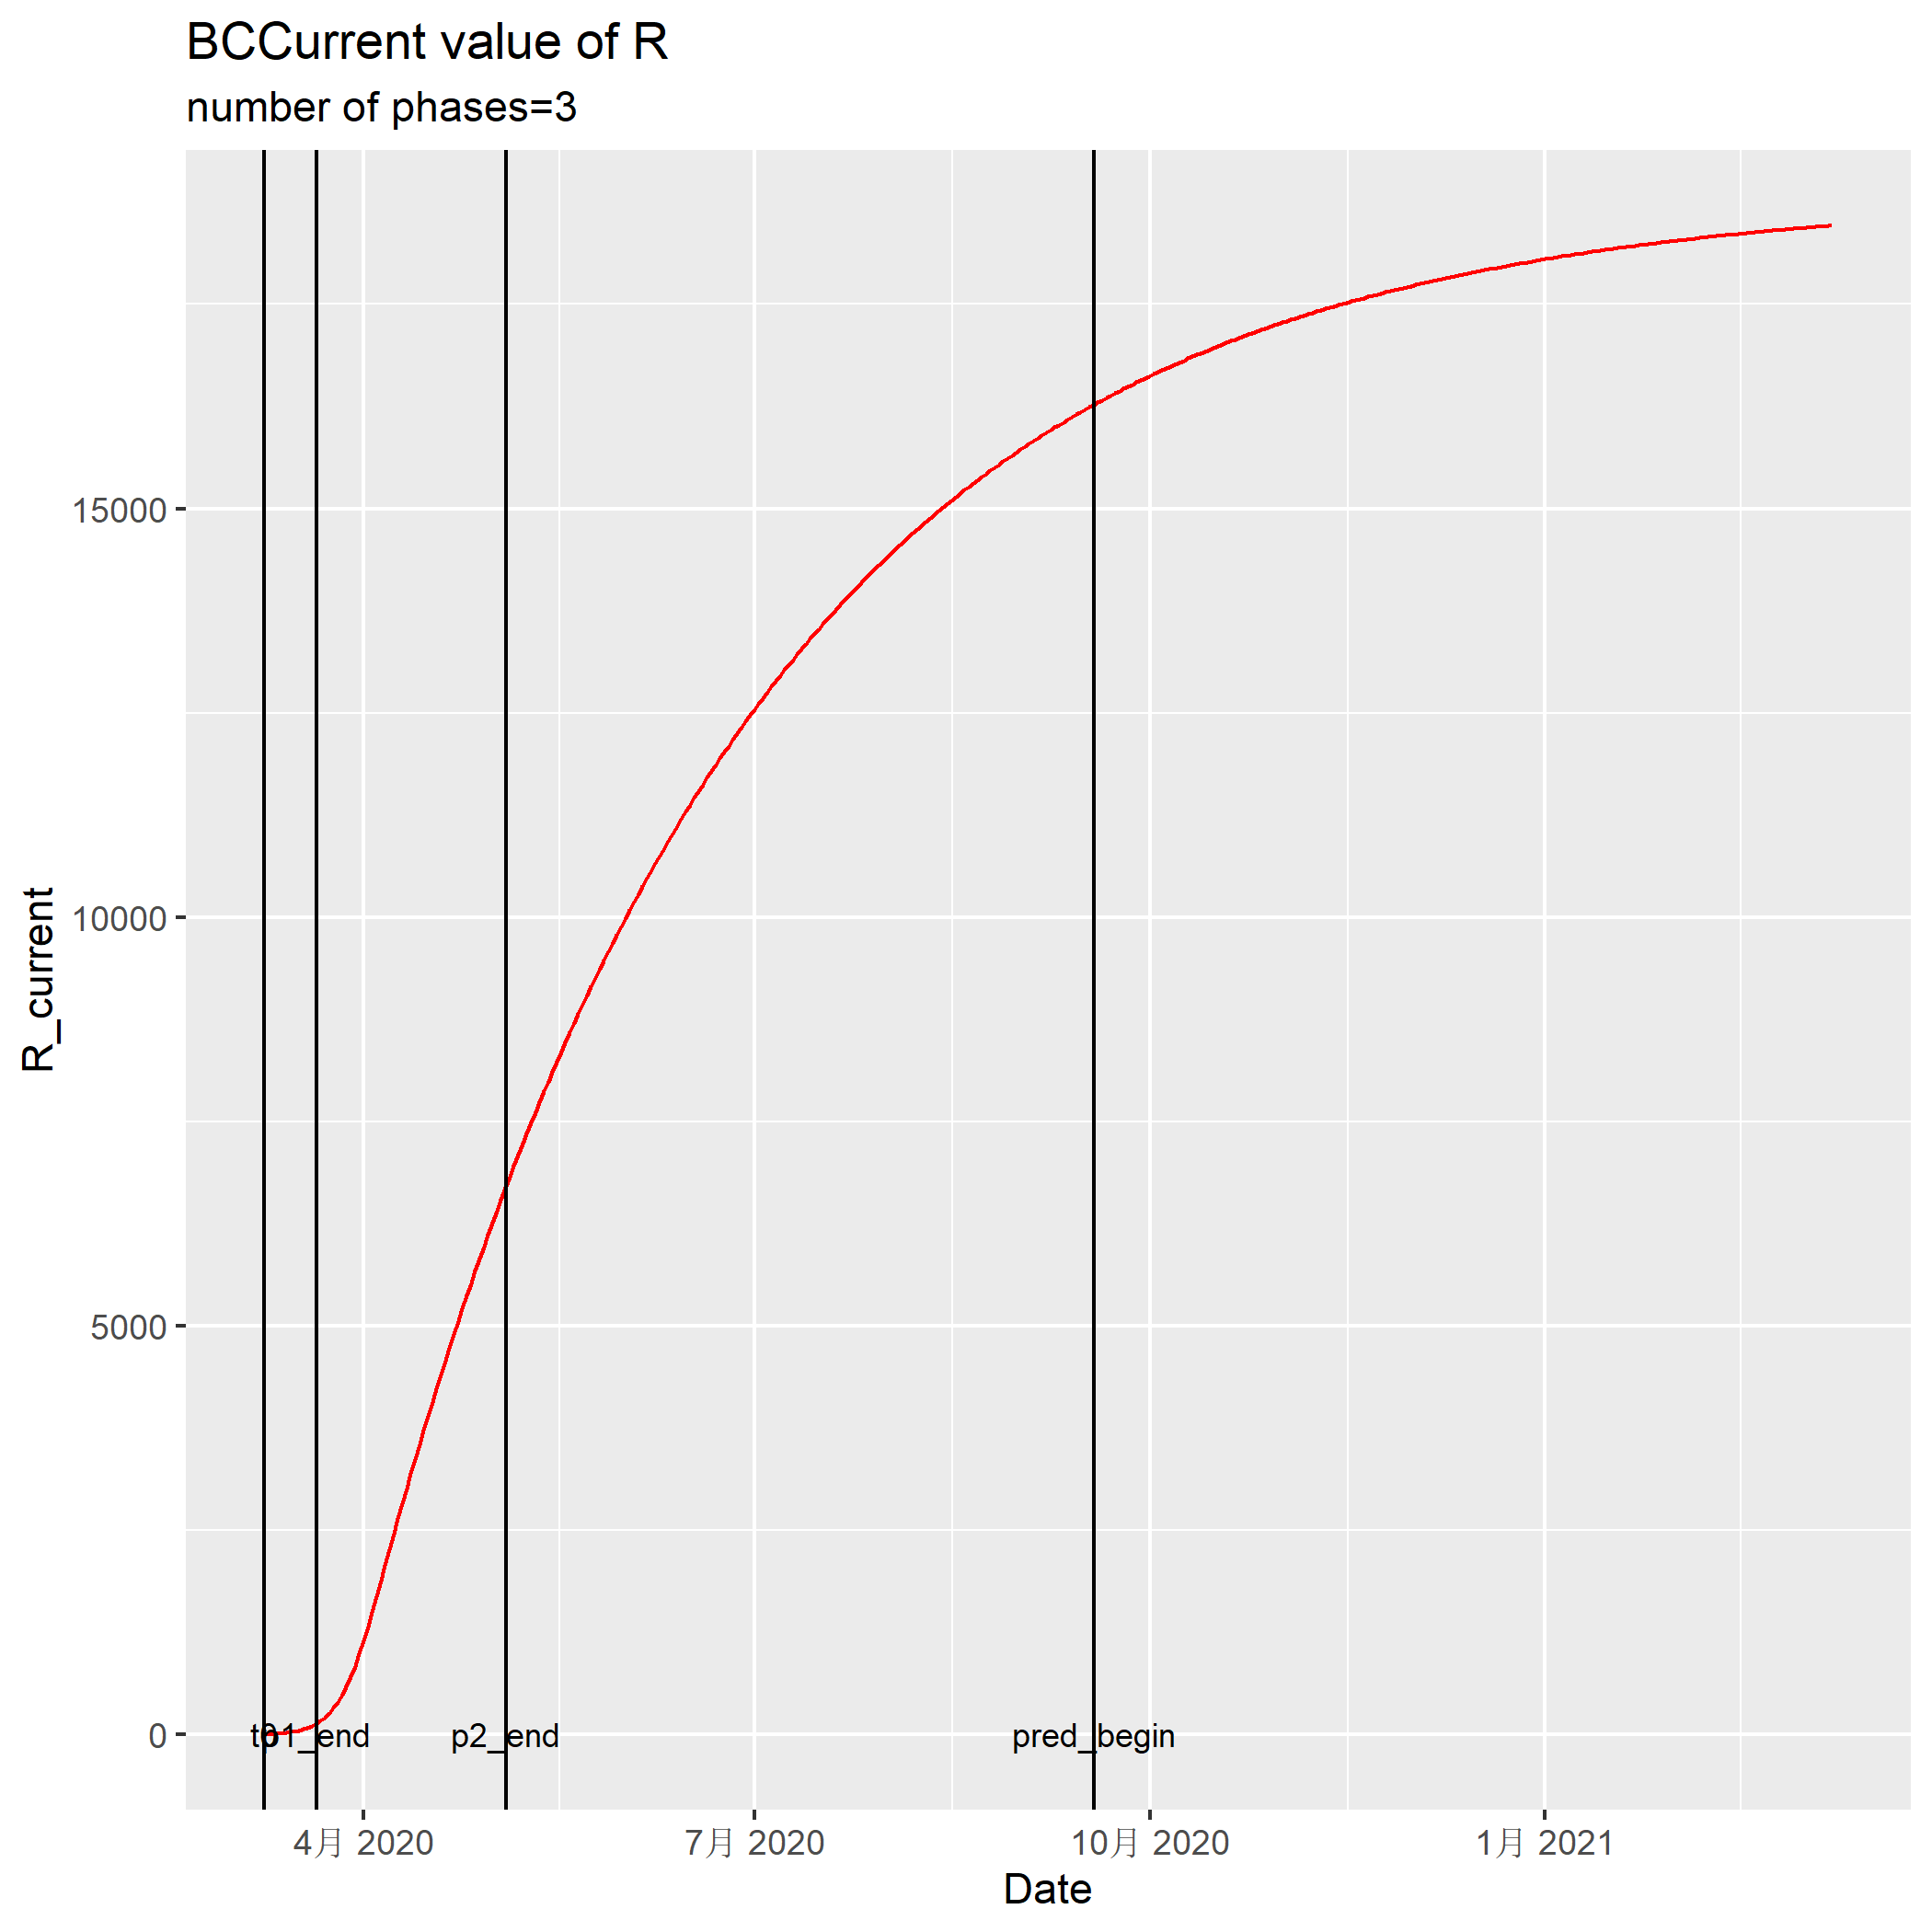 BCCurrent value of R
number of phases=3
R_current
15000
10000
5000
0
t0
p1_end
p2_end
pred_begin
4月 2020
7月 2020
10月 2020
1月 2021
Date